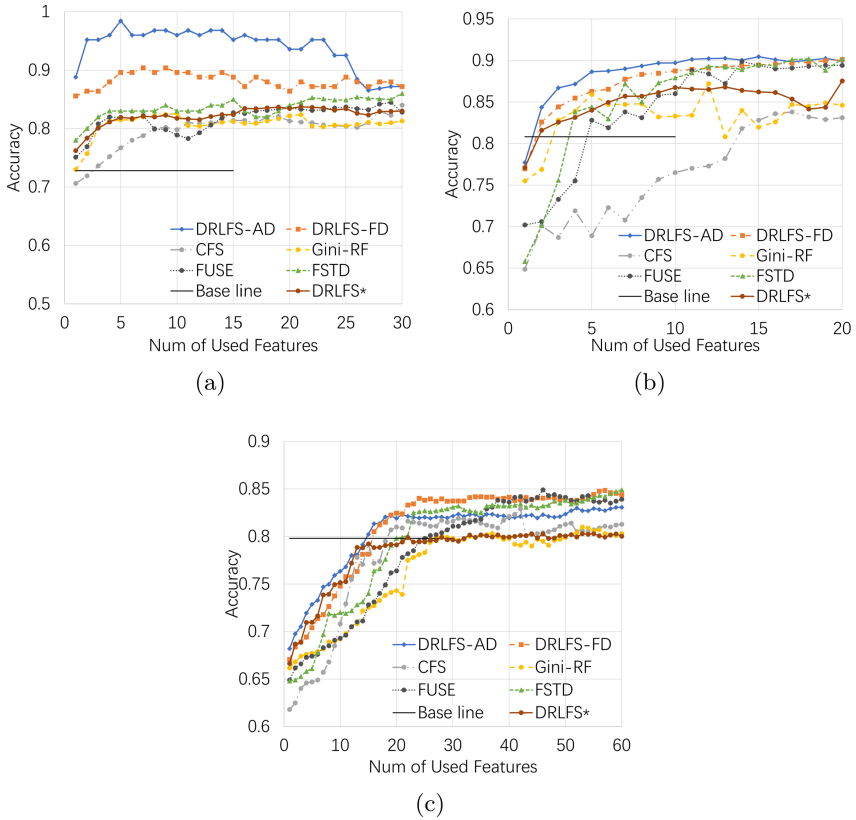 1
0.9
0.8
0.7
0.6
0.5
Accuracy
DRLFS-AD DRLFS-FD
CFS Gini-RF
FUSE FSTD
Base line DRLFS*
0 5 10 15 20 25 30
Num of Used Features
(a)
0.95
0.9
0.85
0.8
0.75
0.7
0.65
0.6
Accuracy
DRLFS-AD DRLFS-FD
CFS Gini-RF
FUSE FSTD
Base line DRLFS*
0 5 10 15 20
Num of Used Features
(b)
0.9
0.85
0.8
0.75
0.7
0.65
0.6
Accuracy
DRLFS-AD DRLFS-FD
CFS Gini-RF
FUSE FSTD
Base line DRLFS*
0 10 20 30 40 50 60
Num of Used Features
(c)